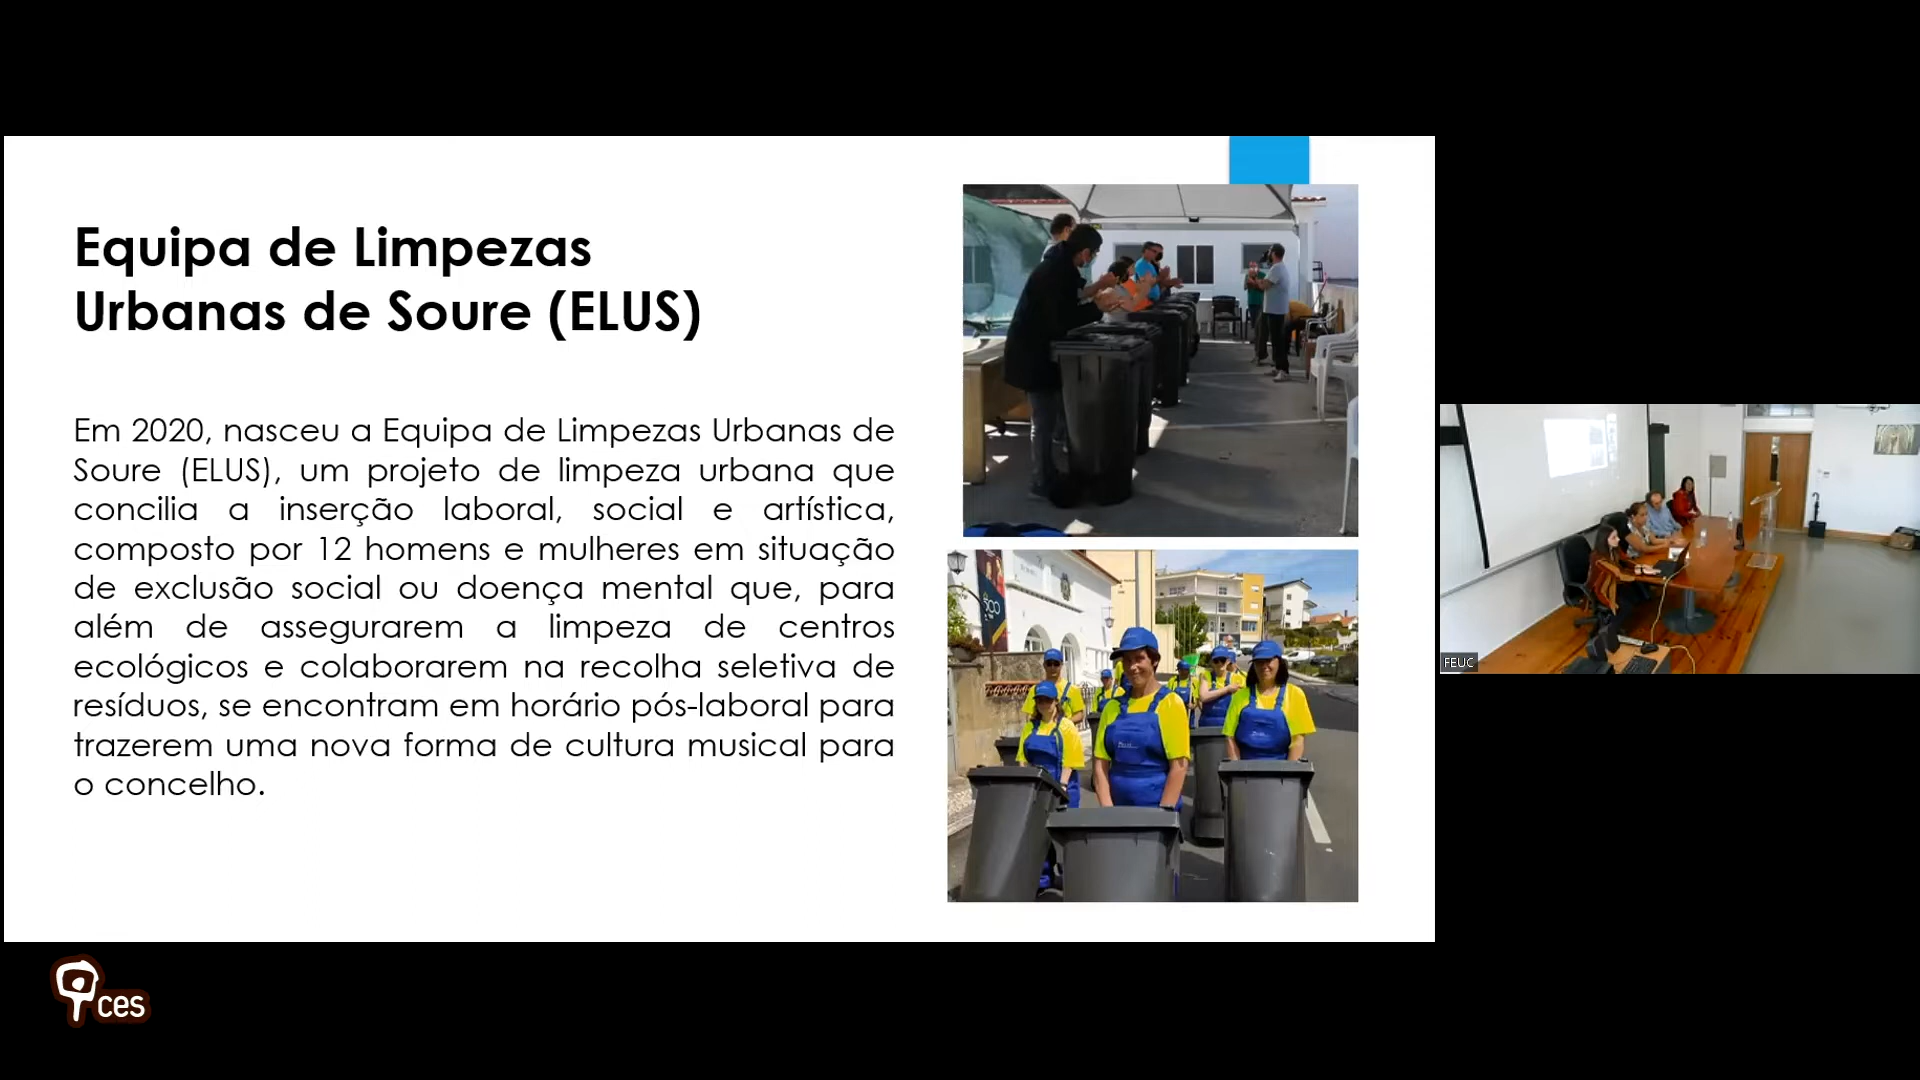 Equipa de Limpezas
Urbanas de Soure (ELUS)
Em 2020, nasceu a Equipa de Limpezas Urbanas de
Soure (ELUS), um projeto de limpeza urbana que
concilia a inserção laboral, social e artística,
composto por 12 homens e mulheres em situação
de exclusão social ou doença mental que, para
além de assegurarem a limpeza de centros
ecológicos e colaborarem na recolha seletiva de
resíduos, se encontram em horário pós-laboral para
trazerem uma nova forma de cultura musical para
o concelho.
FEUC
ces